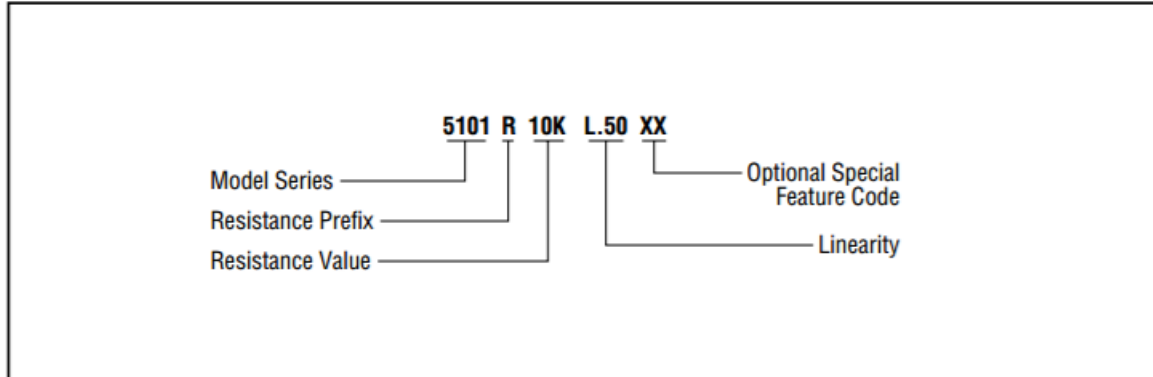 5101 R 10K L.50 XX
Model Series
Resistance Prefix
Resistance Value
Optional Special
Feature Code
Linearity